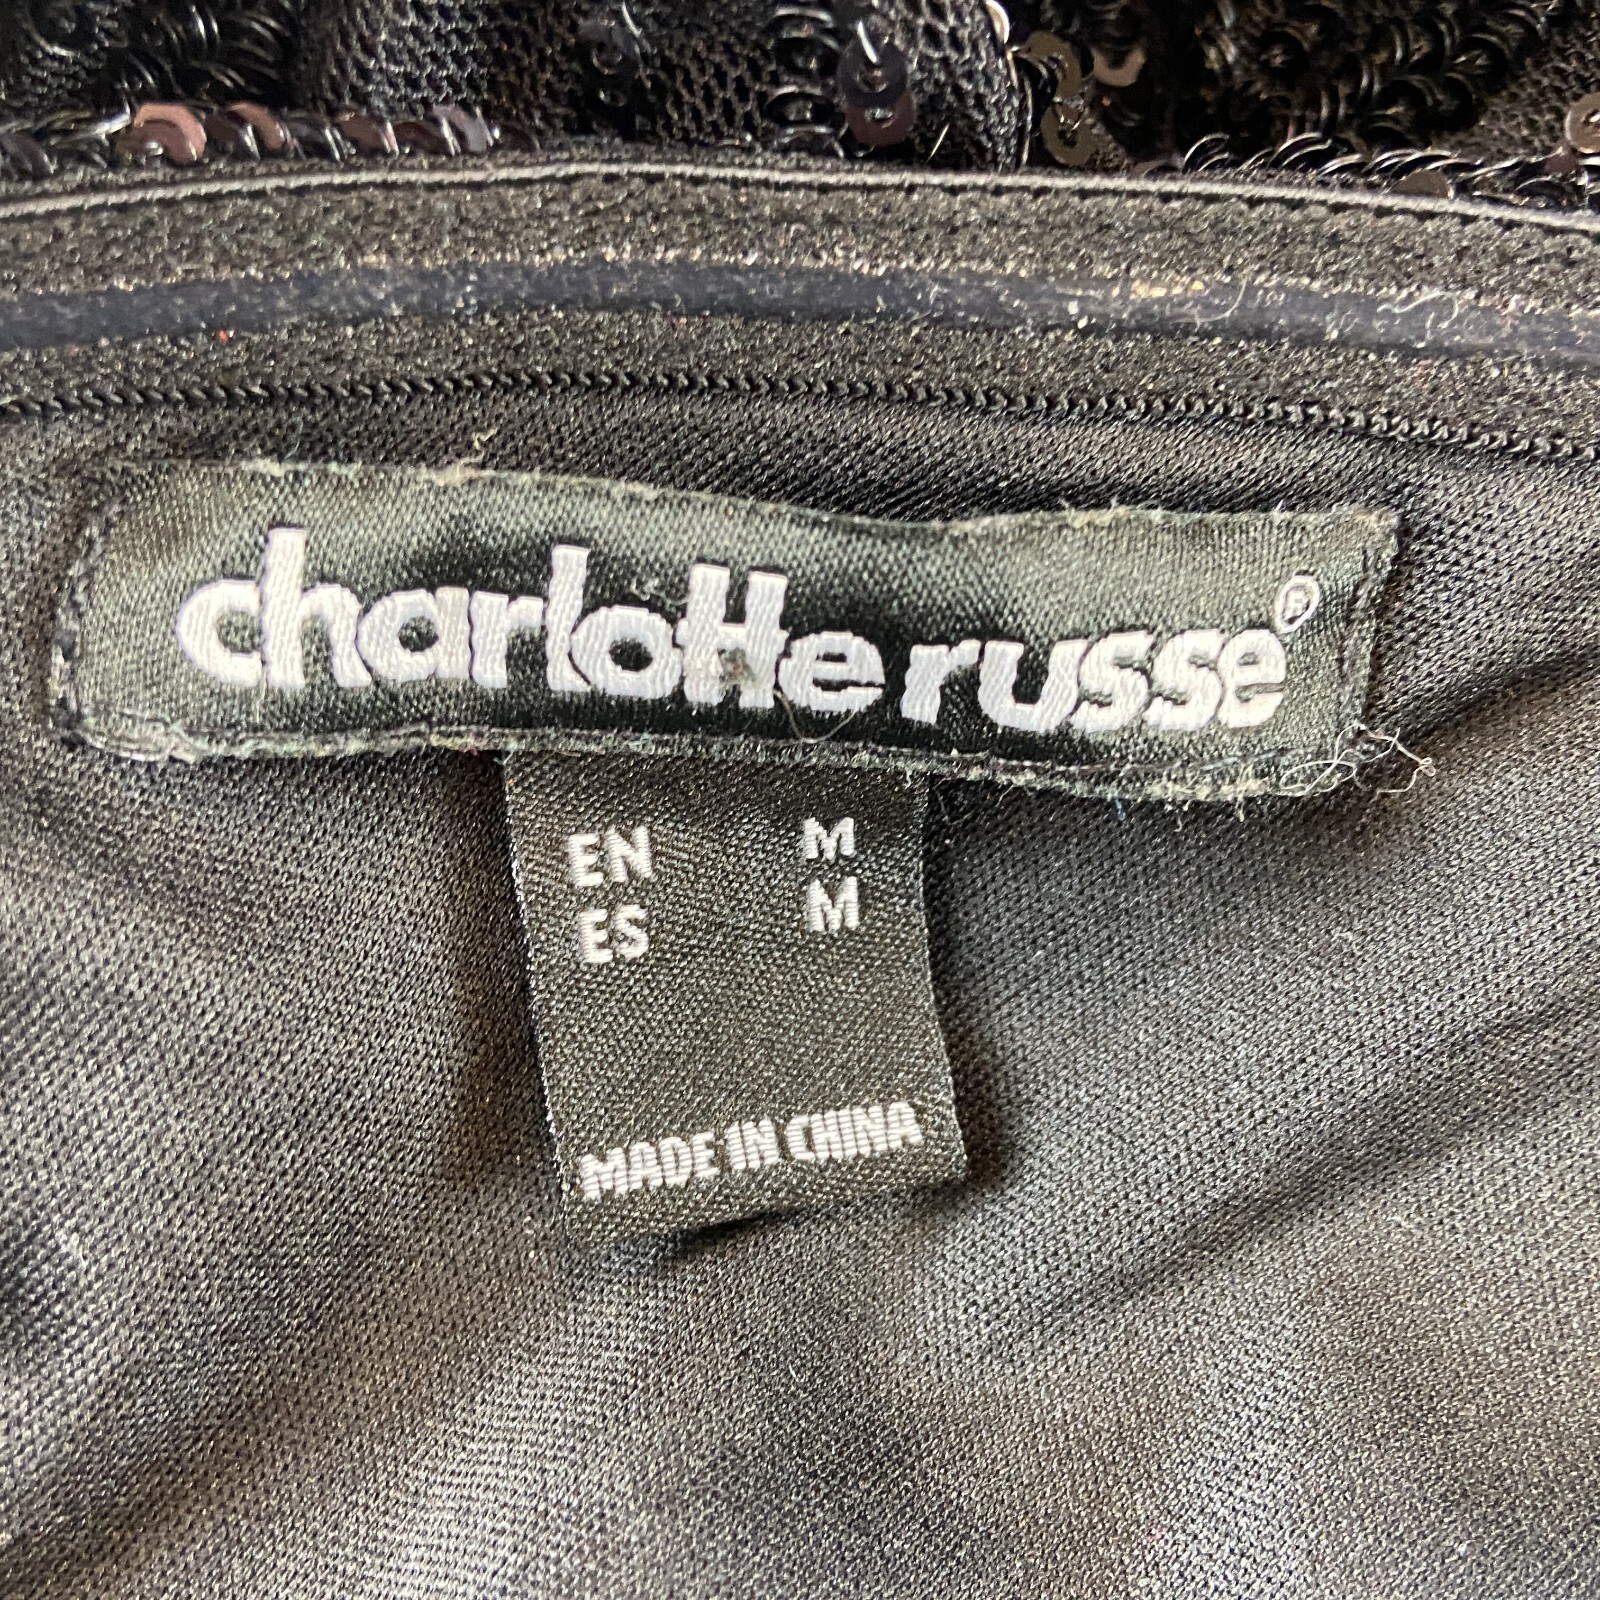 charlotte russe®
EN M
ES M
MADE IN CHINA